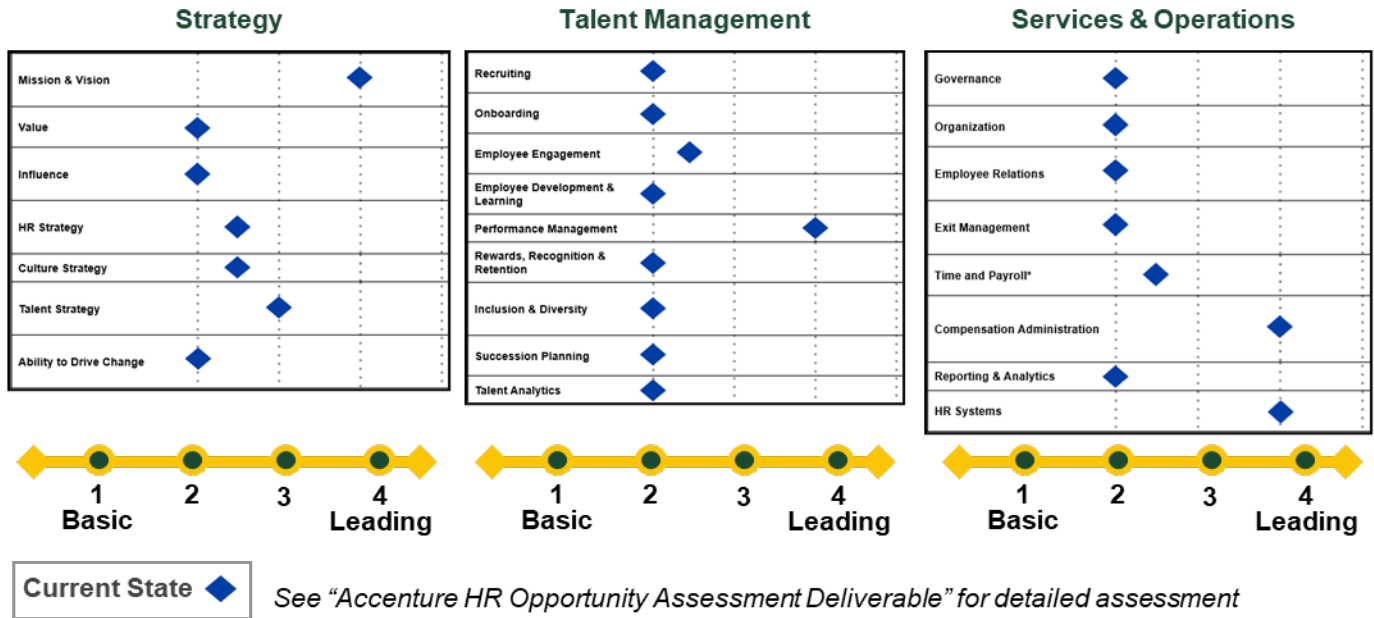 Strategy
Mission & Vision
Value
Influence
HR Strategy
Culture Strategy
Talent Strategy
Ability to Drive Change
1
2
3
4
Basic
Leading
Talent Management
Recruiting
Onboarding
Employee Engagement
Employee Development &
Learning
Performance Management
Rewards, Recognition &
Retention
Inclusion & Diversity
Succession Planning
Talent Analytics
1
2
3
4
Basic
Leading
Services & Operations
Governance
Organization
Employee Relations
Exit Management
Time and Payroll*
Compensation Administration
Reporting & Analytics
HR Systems
1
2
3
4
Basic
Leading
Current State
See “Accenture HR Opportunity Assessment Deliverable” for detailed assessment